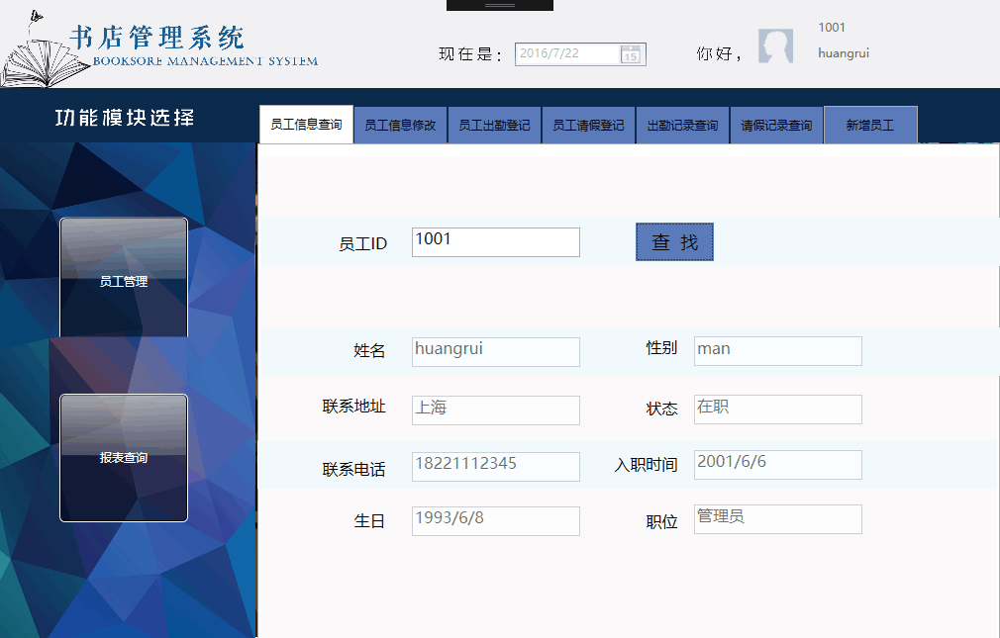 书店管理系统
BOOKSORE MANAGEMENT SYSTEM
现在是： 2016/7/22 15
你好， 1001
huangrui
功能模块选择
员工信息查询 员工信息修改 员工出勤登记 员工请假登记 出勤记录查询 请假记录查询 新增员工
员工管理
报表查询
员工ID 1001 查 找
姓名 huangrui 性别 man
联系地址 上海 状态 在职
联系电话 18221112345 入职时间 2001/6/6
生日 1993/6/8 职位 管理员